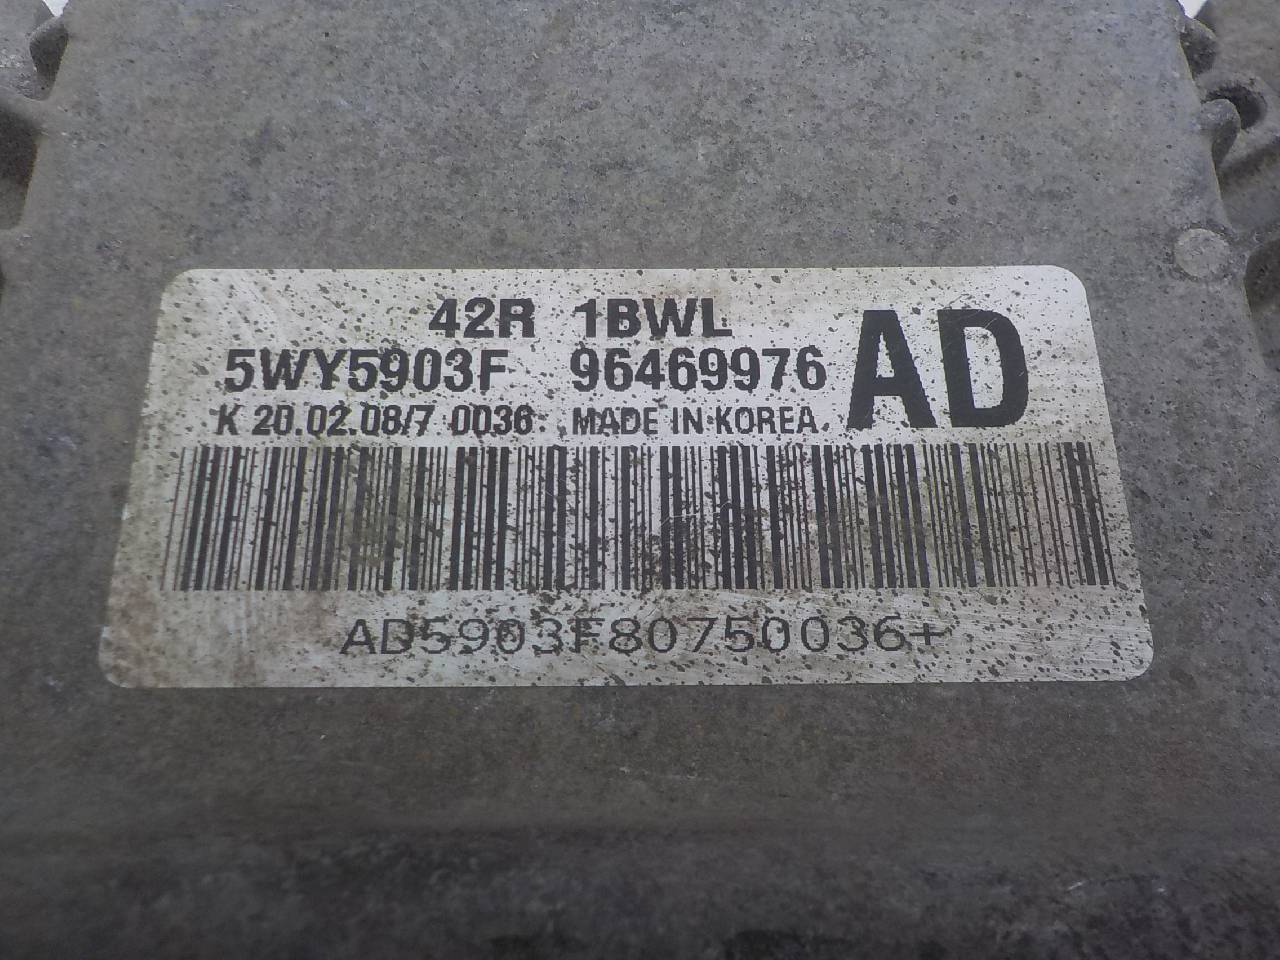 42R 1BWL
5WY5903F 96469976 AD
K 20.02.08/7 0036. MADE IN KOREA.
AD5903F80750036+